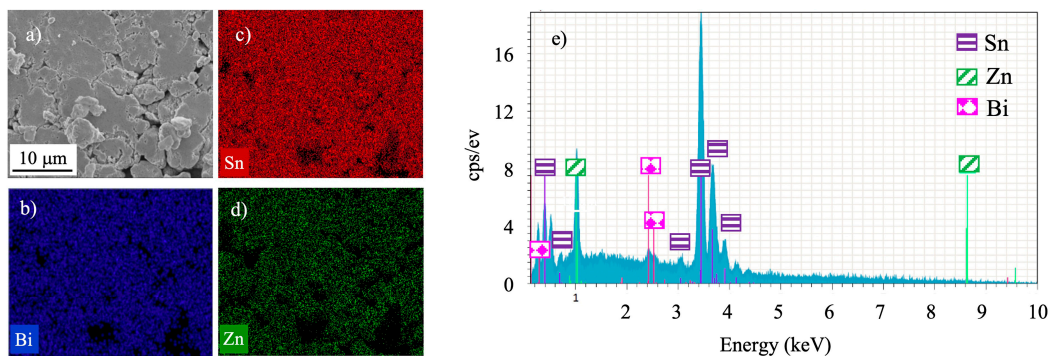 a)
10 μm
c)
Sn
b)
Bi
d)
Zn
e)
Sn
Zn
Bi
cps/ev
16
12
8
4
0
1
2
3
4
5
6
7
8
9
10
Energy (keV)